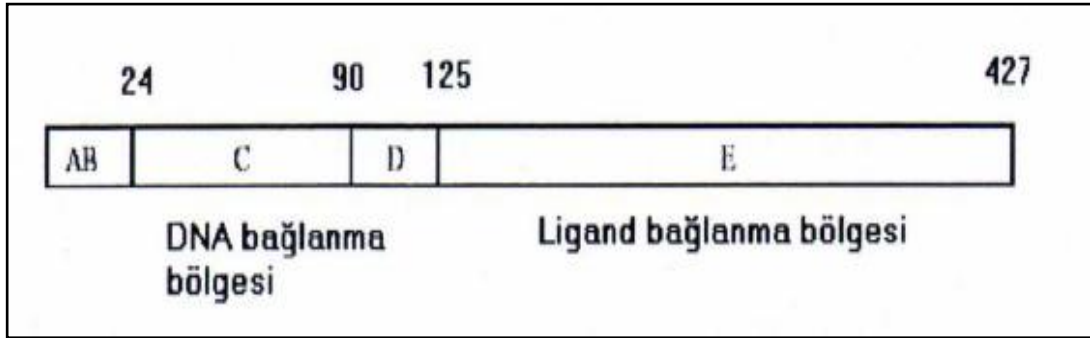 24 90 125 427
AB C D E
DNA bağlanma
bölgesi
Ligand bağlanma bölgesi